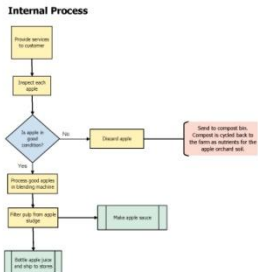 Internal Process
Provide services
to customer
Inspect each
apple
Is apple in
good
condition?
No
Discard apple
Send to compost bin.
Compost is cycled back
to the farm as nutrients for the
apple orchard soil.
Yes
Process good apples
in blending machine
Filter pulp from apple
sludge
Make apple sauce
Bottle apple juice
and ship to stores